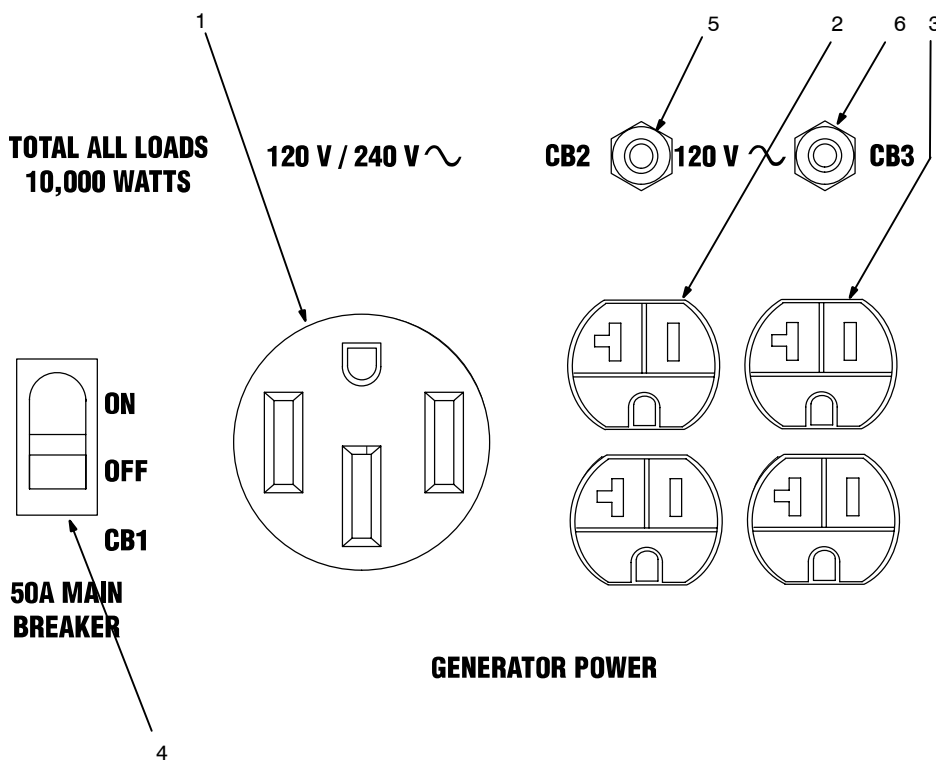 1
5
2
6
3
TOTAL ALL LOADS
10,000 WATTS
120 V / 240 V ∿
CB2
120 V ∿
CB3
ON
OFF
CB1
50A MAIN
BREAKER
GENERATOR POWER
4